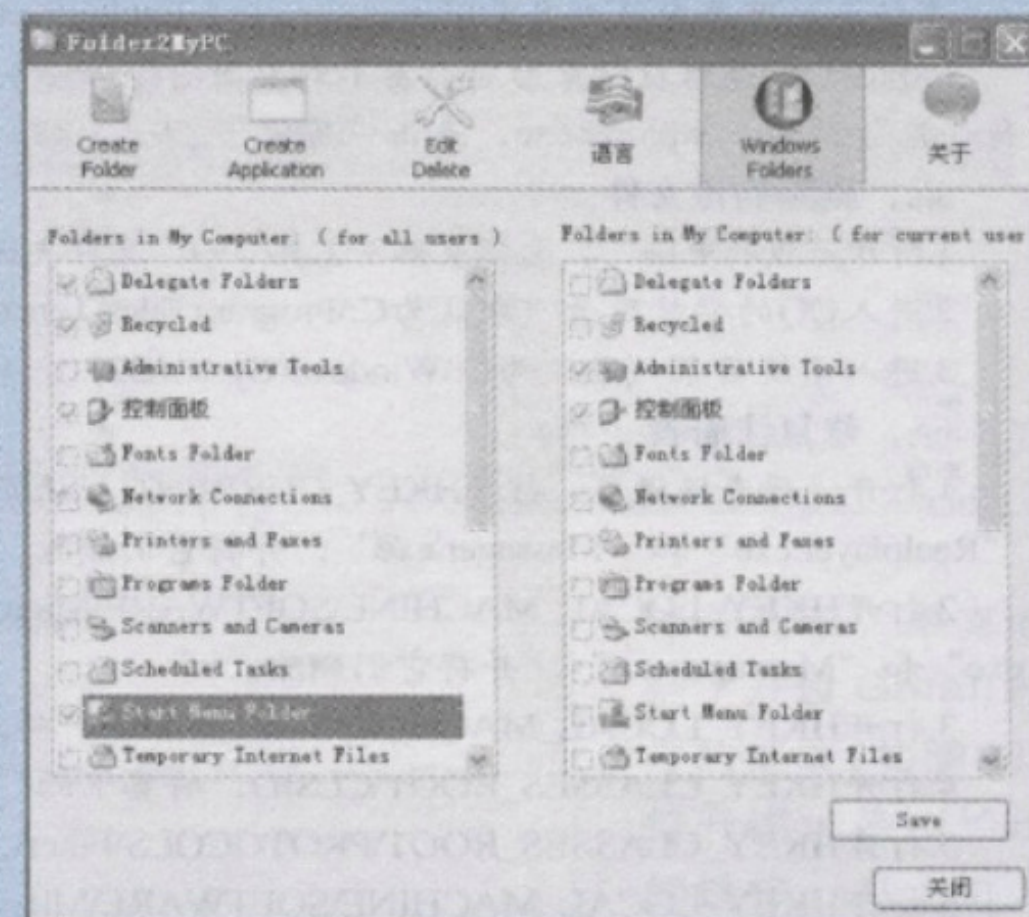 Folder2MyPC
Create Folder
Create Application
Edit Delete
语言
Windows Folders
关于
Folders in My Computer: ( for all users )
Delegate Folders
Recycled
Administrative Tools
控制面板
Fonts Folder
Network Connections
Printers and Faxes
Programs Folder
Scanners and Cameras
Scheduled Tasks
Start Menu Folder
Temporary Internet Files
Folders in My Computer: ( for current user
Delegate Folders
Recycled
Administrative Tools
控制面板
Fonts Folder
Network Connections
Printers and Faxes
Programs Folder
Scanners and Cameras
Scheduled Tasks
Start Menu Folder
Temporary Internet Files
Save
关闭